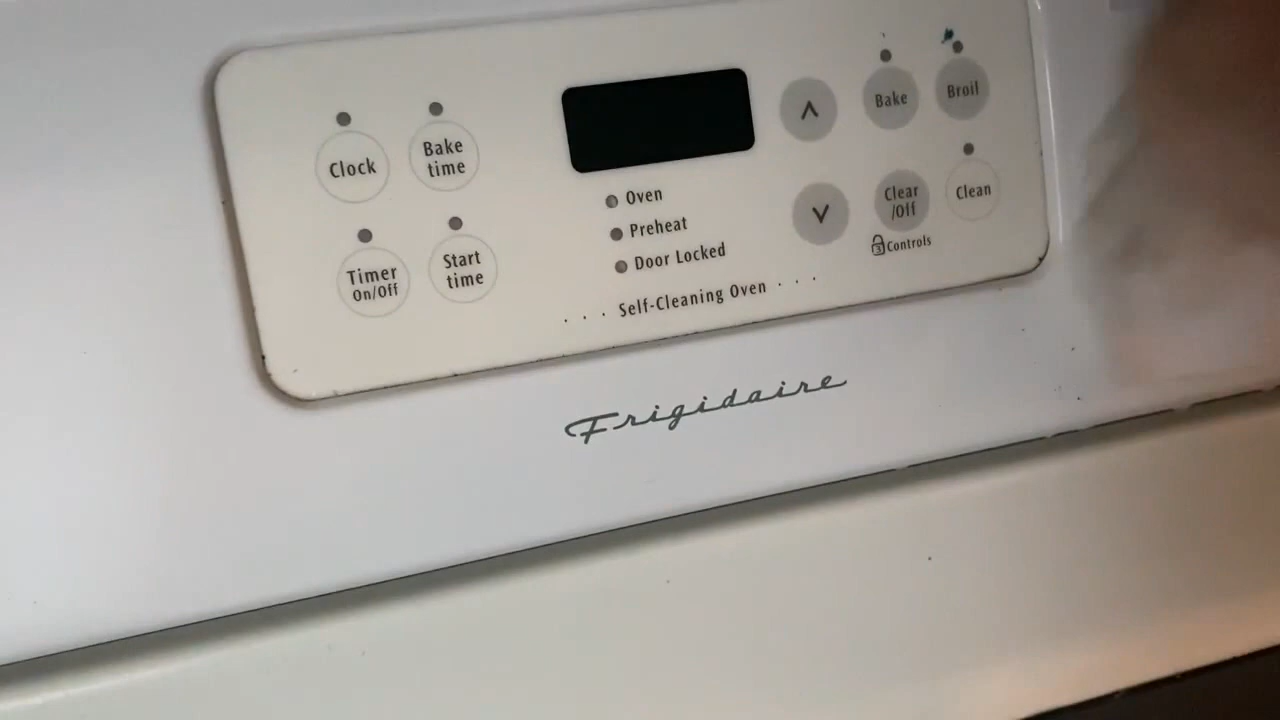 Clock
Bake
time
Timer
On/Off
Start
time
Oven
Preheat
Door Locked
. . . Self-Cleaning Oven . . .
Bake
Broil
Clear
/Off
Clean
3 Controls
Frigidaire